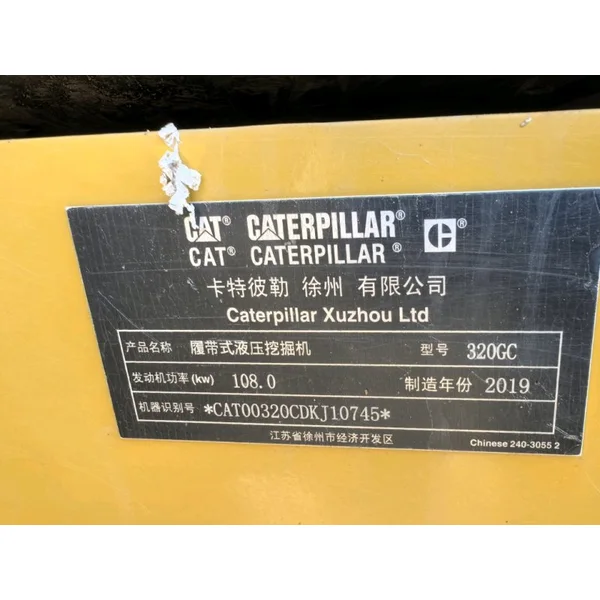 CAT® CATERPILLAR® C®
CAT® CATERPILLAR®
卡特彼勒 徐州 有限公司
Caterpillar Xuzhou Ltd
产品名称 履带式液压挖掘机 型号 320GC
发动机功率(kw) 108.0 制造年份 2019
机器识别号 *CAT00320CDKJ10745*
江苏省徐州市经济开发区
Chinese 240-3055 2